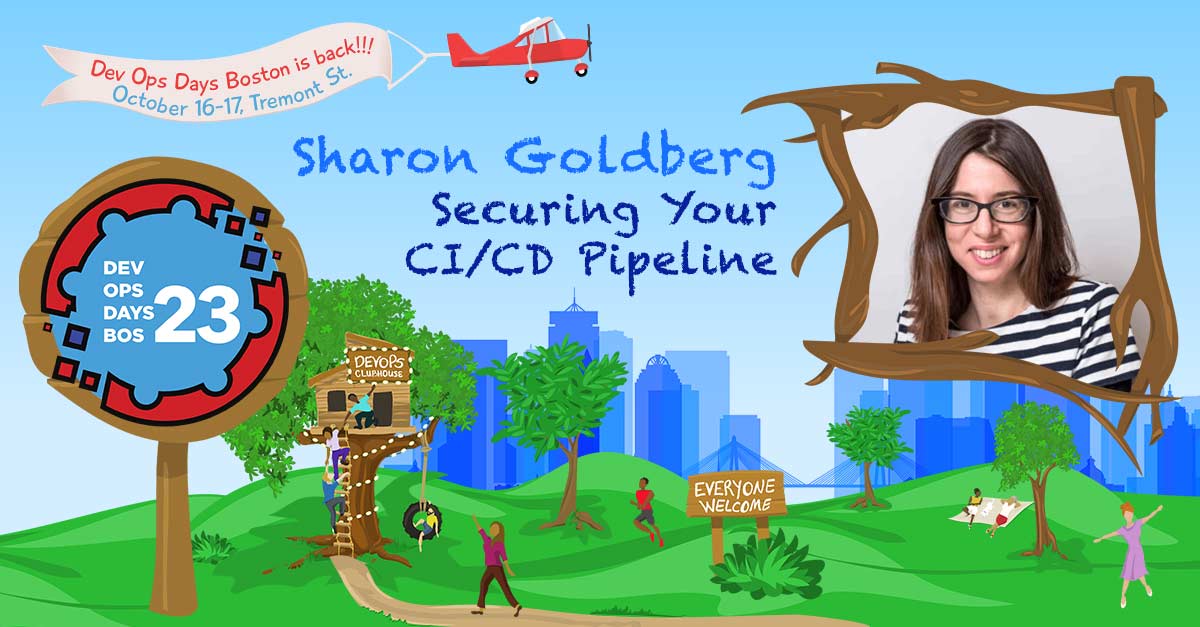 Dev Ops Days Boston is back!!!
October 16-17, Tremont St.
Sharon Goldberg
Securing Your
CI/CD Pipeline
DEV
OPS
DAYS
BOS
23
DEVOPS
CLUPHOUSE
EVERYONE
WELCOME